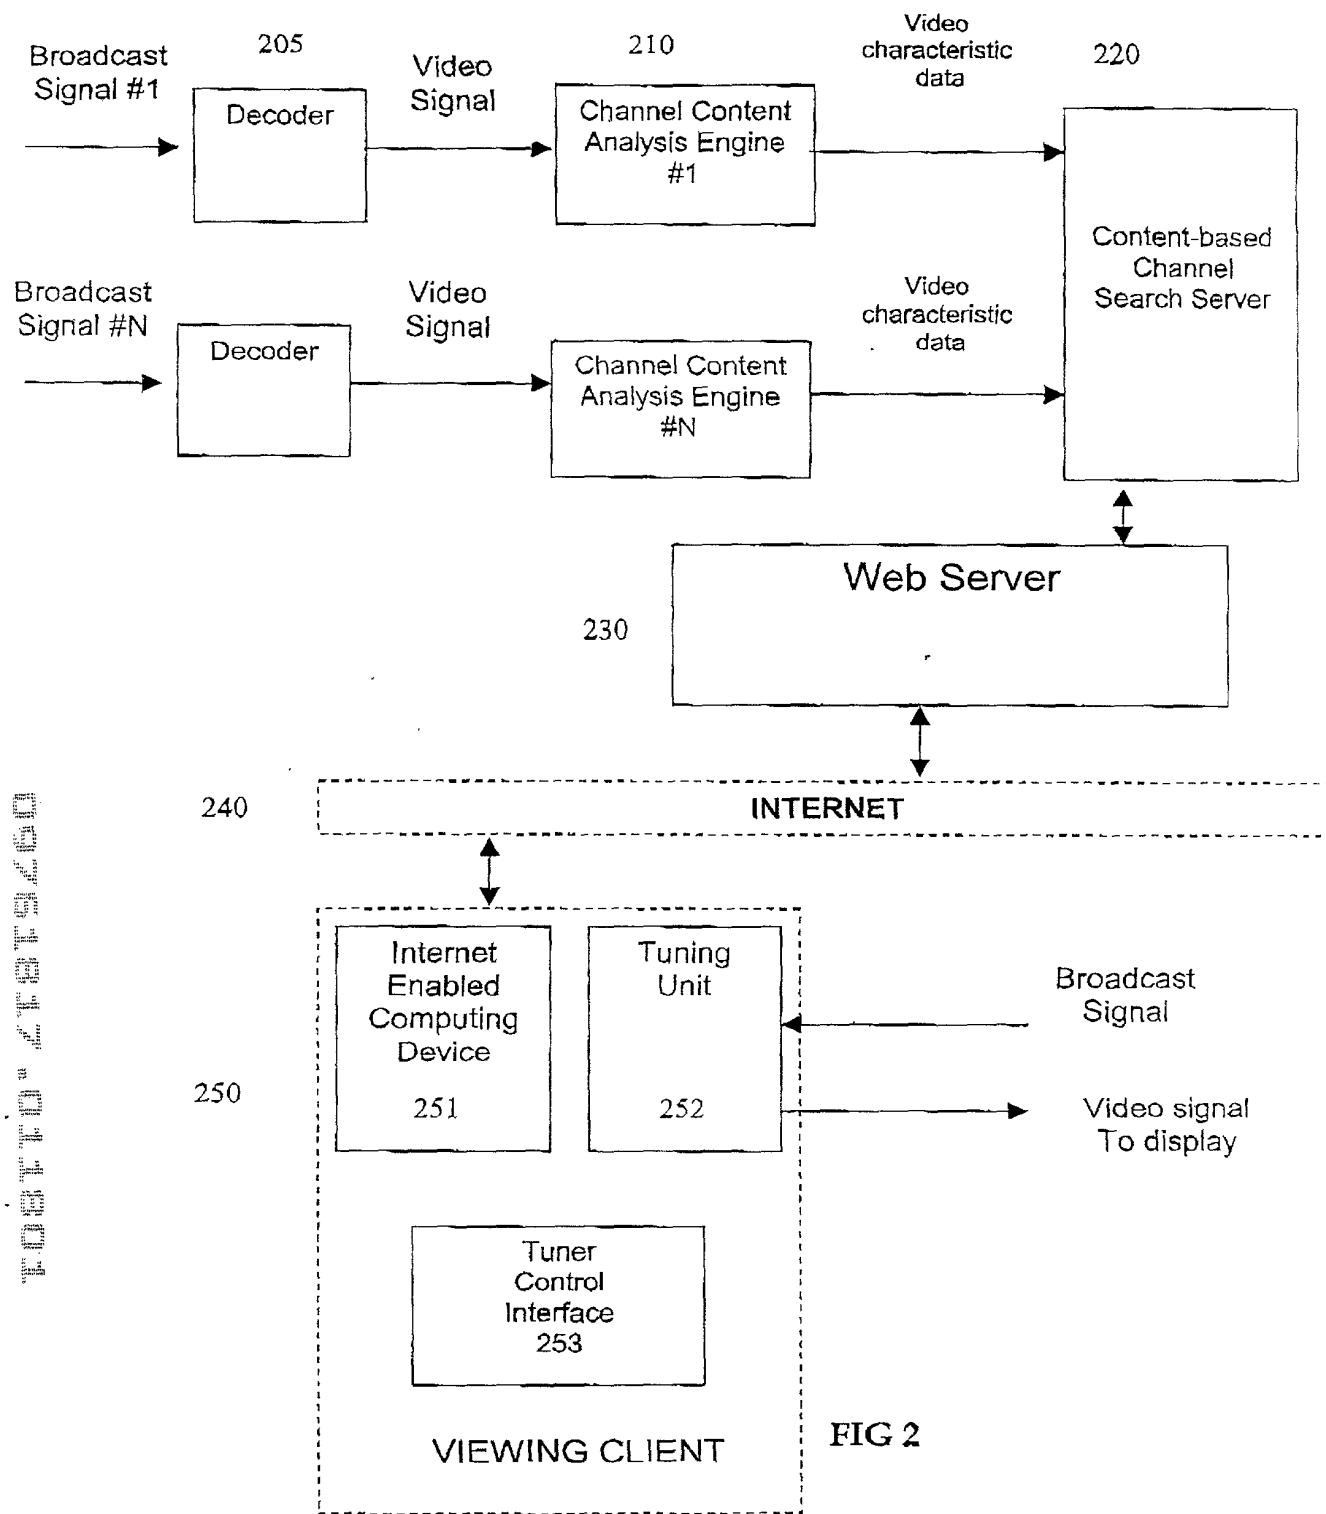 Broadcast
Signal #1
205
Decoder
Video
Signal
210
Channel Content
Analysis Engine
#1
Video
characteristic
data
220
Content-based
Channel
Search Server
Broadcast
Signal #N
Decoder
Video
Signal
Channel Content
Analysis Engine
#N
Video
characteristic
data
Web Server
230
240
INTERNET
250
Internet
Enabled
Computing
Device
251
Tuning
Unit
252
Broadcast
Signal
Video signal
To display
Tuner
Control
Interface
253
VIEWING CLIENT
FIG 2